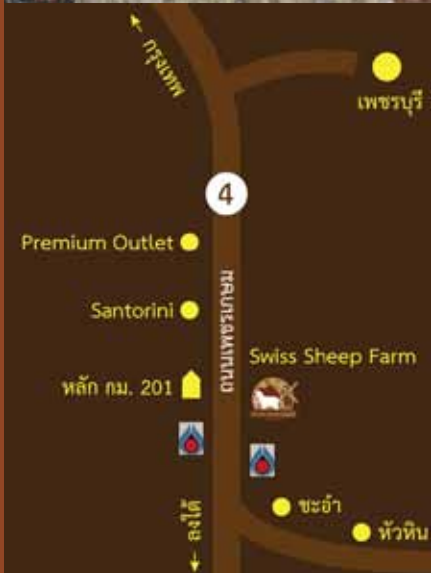 กรุงเทพ
เพชรบุรี
4
Premium Outlet
Santorini
ถนนเพชรเกษม
Swiss Sheep Farm
หลัก กม. 201
ชะอำ
หัวหิน
ลงใต้